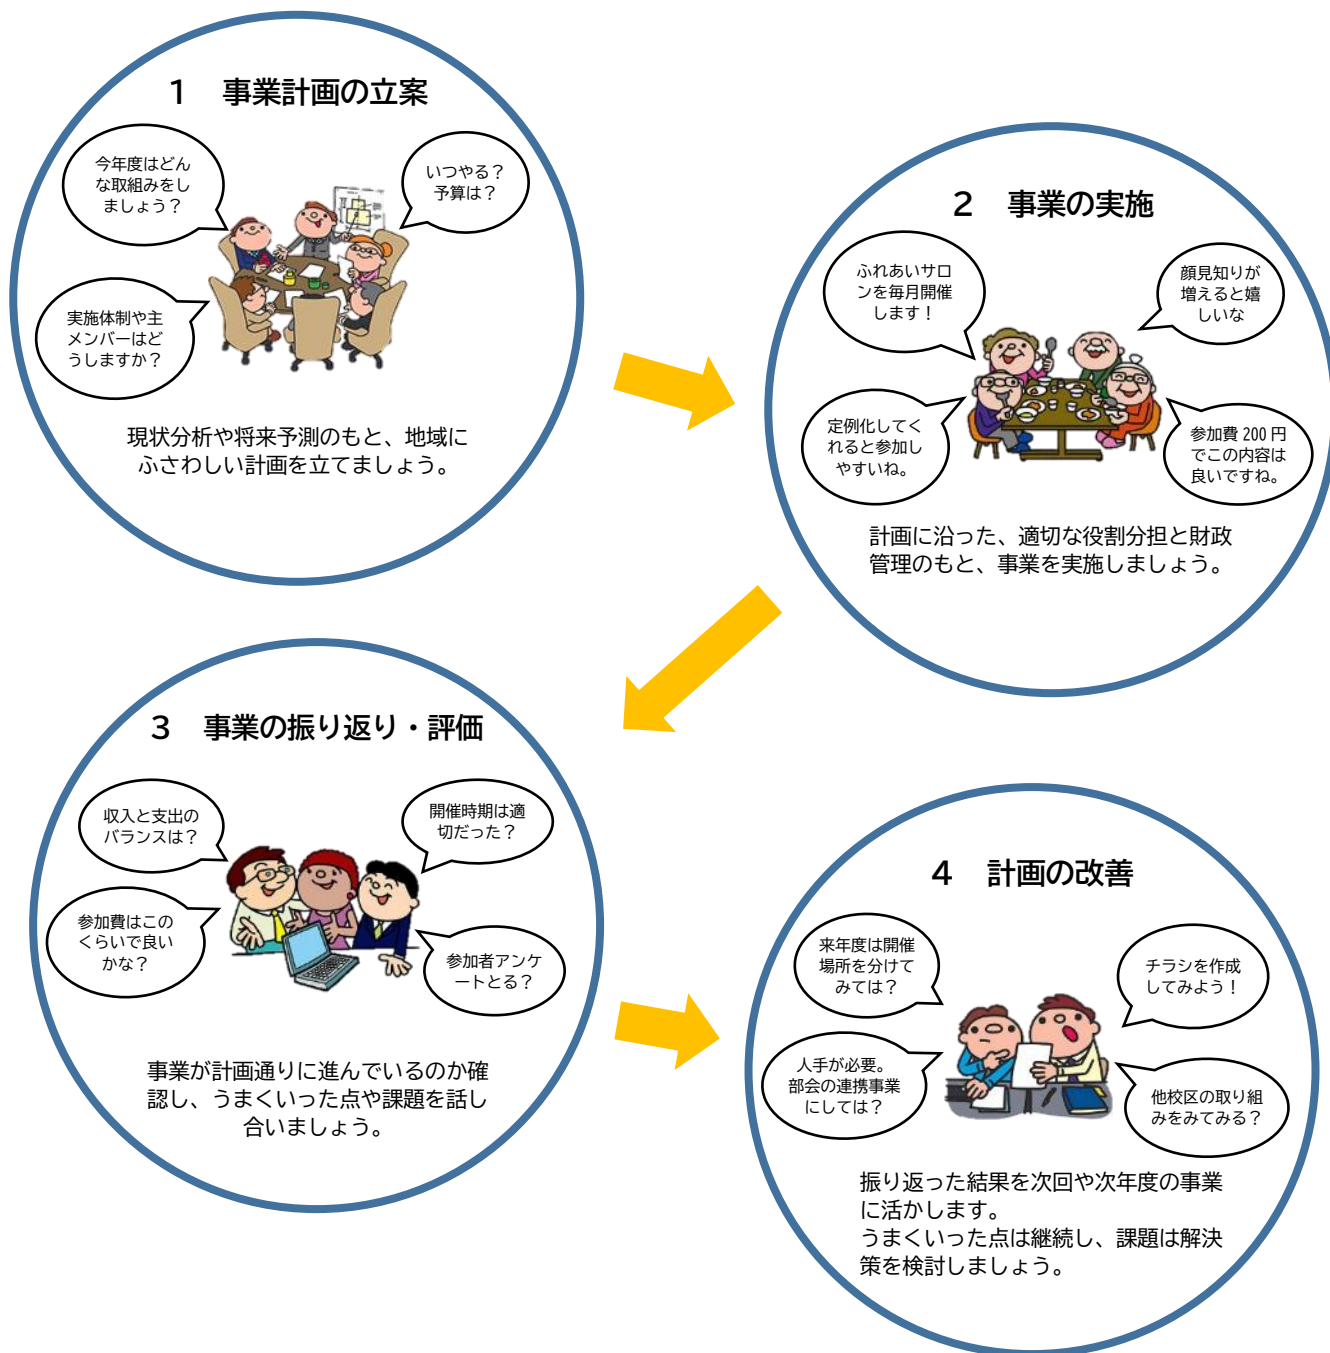 1 事業計画の立案
今年度はどん
な取組みをし
ましょう？
いつやる？
予算は？
実施体制や主
メンバーはど
うしますか？
現状分析や将来予測のもと、地域に
ふさわしい計画を立てましょう。
2 事業の実施
ふれあいサロ
ンを毎月開催
します！
顔見知りが
増えると嬉
しいな
定例化してく
れると参加し
やすいね。
参加費 200 円
でこの内容は
良いですね。
計画に沿った、適切な役割分担と財政
管理のもと、事業を実施しましょう。
3 事業の振り返り・評価
収入と支出の
バランスは？
開催時期は適
切だった？
参加費はこの
くらいで良い
かな？
参加者アンケ
ートとる？
事業が計画通りに進んでいるのか確
認し、うまくいった点や課題を話し
合いましょう。
4 計画の改善
来年度は開催
場所を分けて
みては？
チラシを作成
してみよう！
人手が必要。
部会の連携事業
にしては？
他校区の取り組
みをみてみる？
振り返った結果を次回や次年度の事業
に活かします。
うまくいった点は継続し、課題は解決
策を検討しましょう。